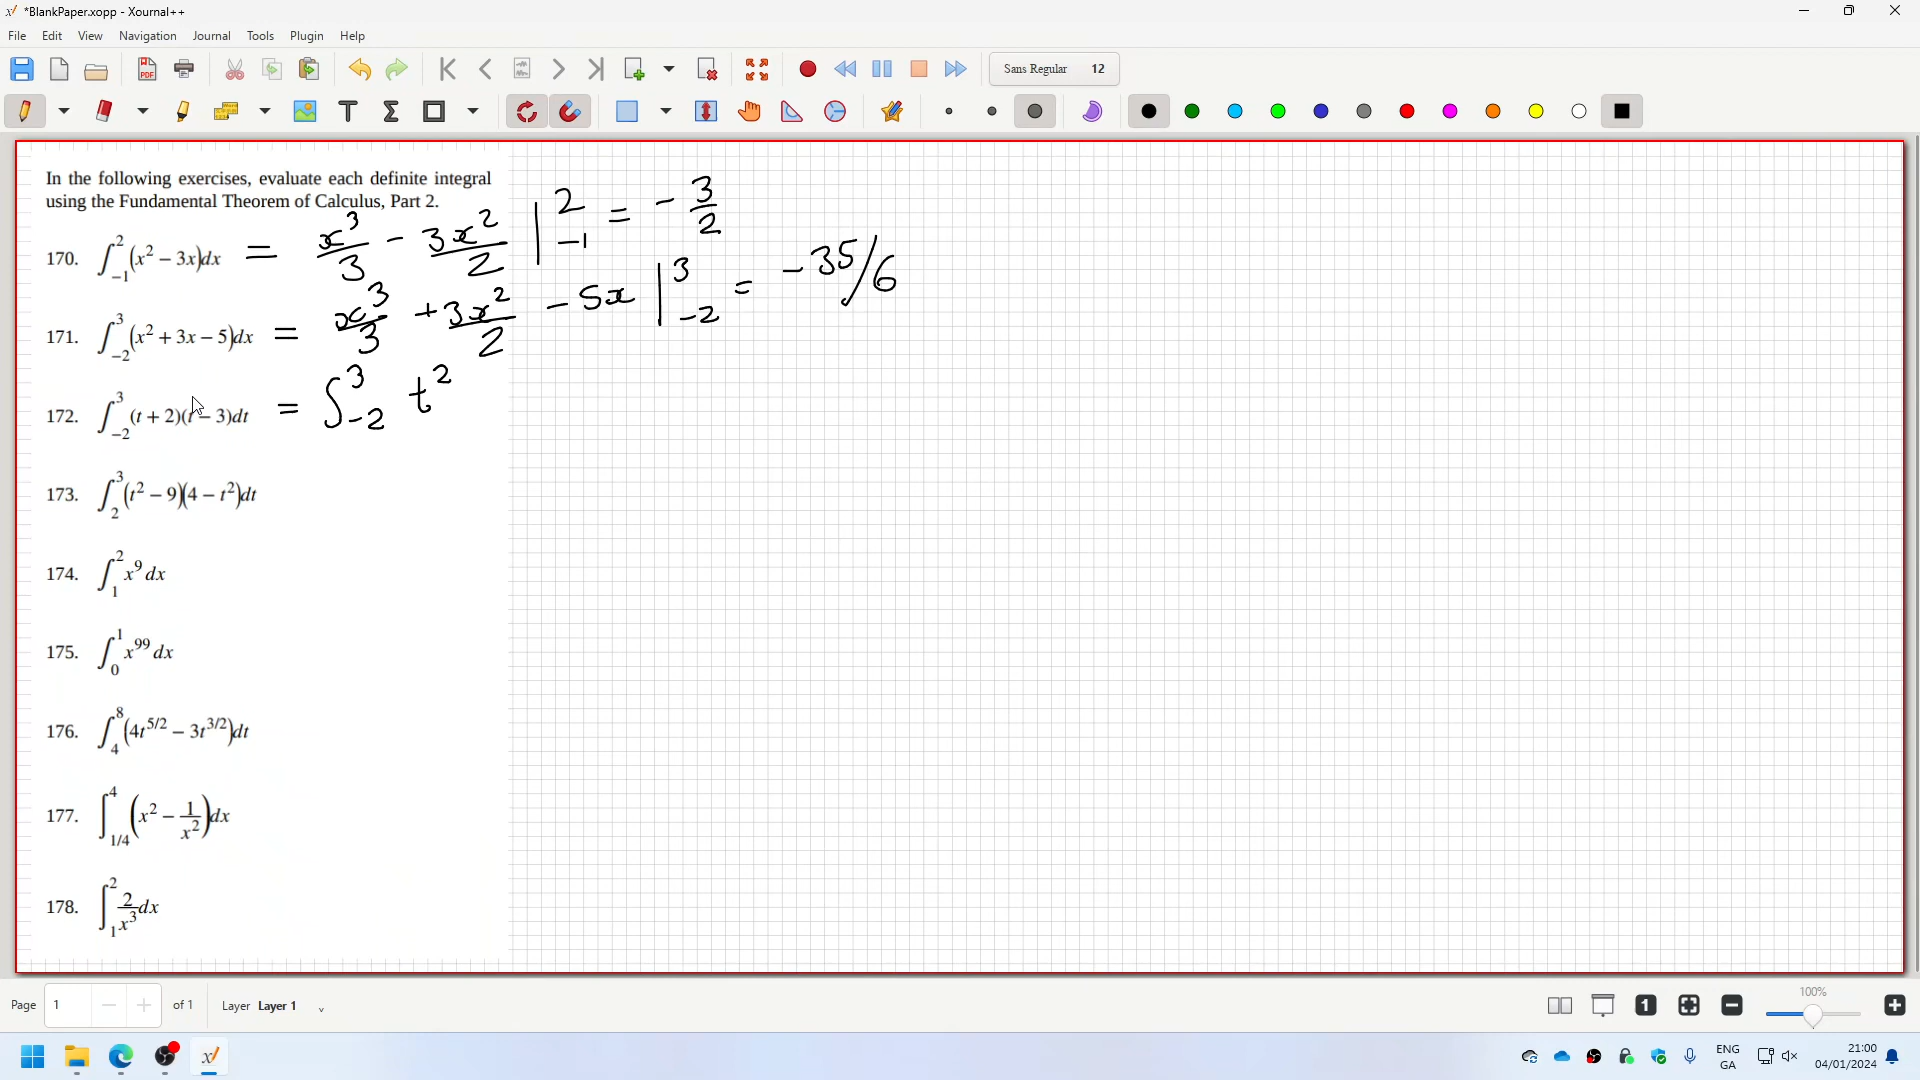 *BlankPaper.xopp - Xournal++
File Edit View Navigation Journal Tools Plugin Help
Sans Regular 12
In the following exercises, evaluate each definite integral
using the Fundamental Theorem of Calculus, Part 2.
170. ∫_{-1}^{2} (x² − 3x)dx = x³/3 − 3x²/2 |_{-1}^{2} = −3/2
171. ∫_{-2}^{3} (x² + 3x − 5)dx = x³/3 + 3x²/2 − 5x |_{-2}^{3} = −35/6
172. ∫_{-2}^{3} (t + 2)(t − 3)dt = ∫_{-2}^{3} t²
173. ∫_{2}^{3} (t² − 9)(4 − t²)dt
174. ∫_{1}^{2} x⁹ dx
175. ∫_{0}^{1} x⁹⁹ dx
176. ∫_{4}^{8} (4t^{5/2} − 3t^{3/2})dt
177. ∫_{1/4}^{4} (x² − 1/x²)dx
178. ∫_{1}^{2} 2/x³ dx
Page 1 of 1 Layer Layer 1 100%
ENG
GA
21:00
04/01/2024